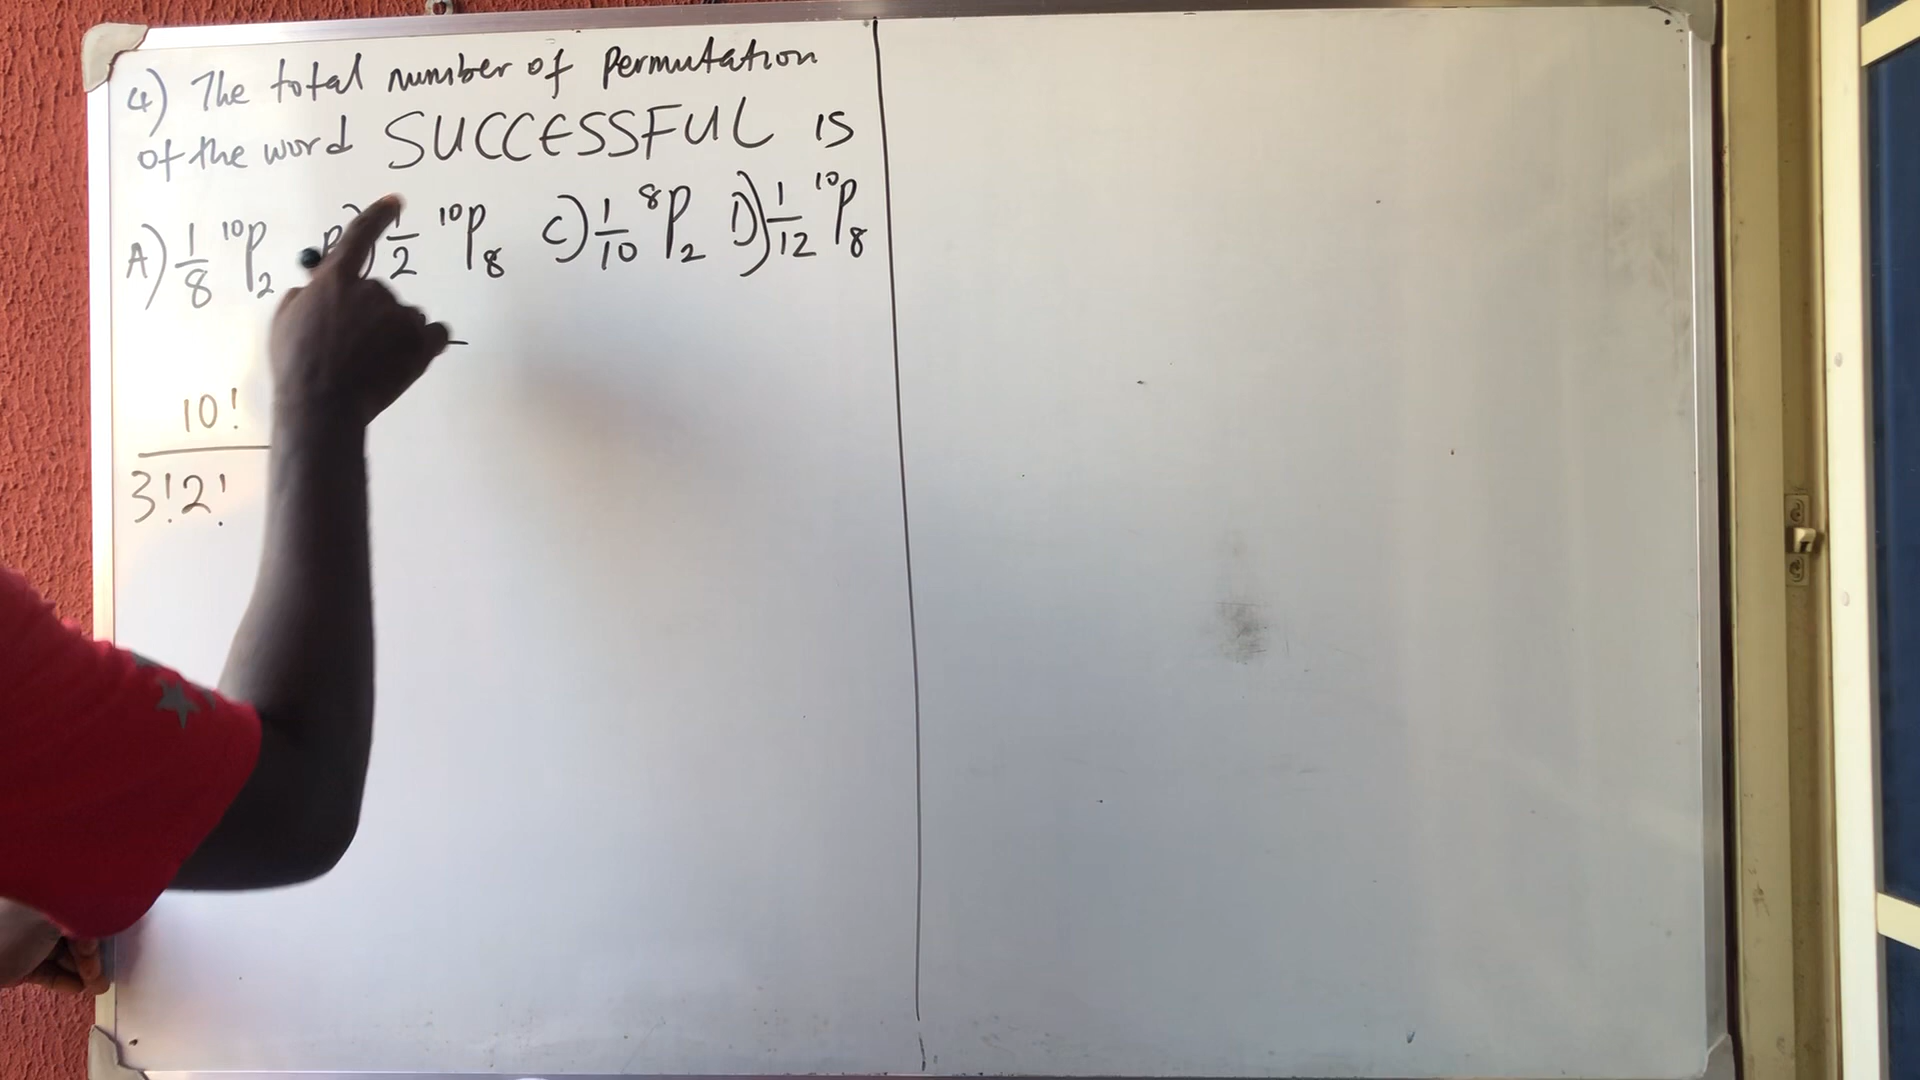 4) The total number of permutation
of the word SUCCESSFUL is
A) 1/8 ¹⁰P₂ B) 1/2 ¹⁰P₈ C) 1/10 ⁸P₂ D) 1/12 ¹⁰P₈
10!
3!2!